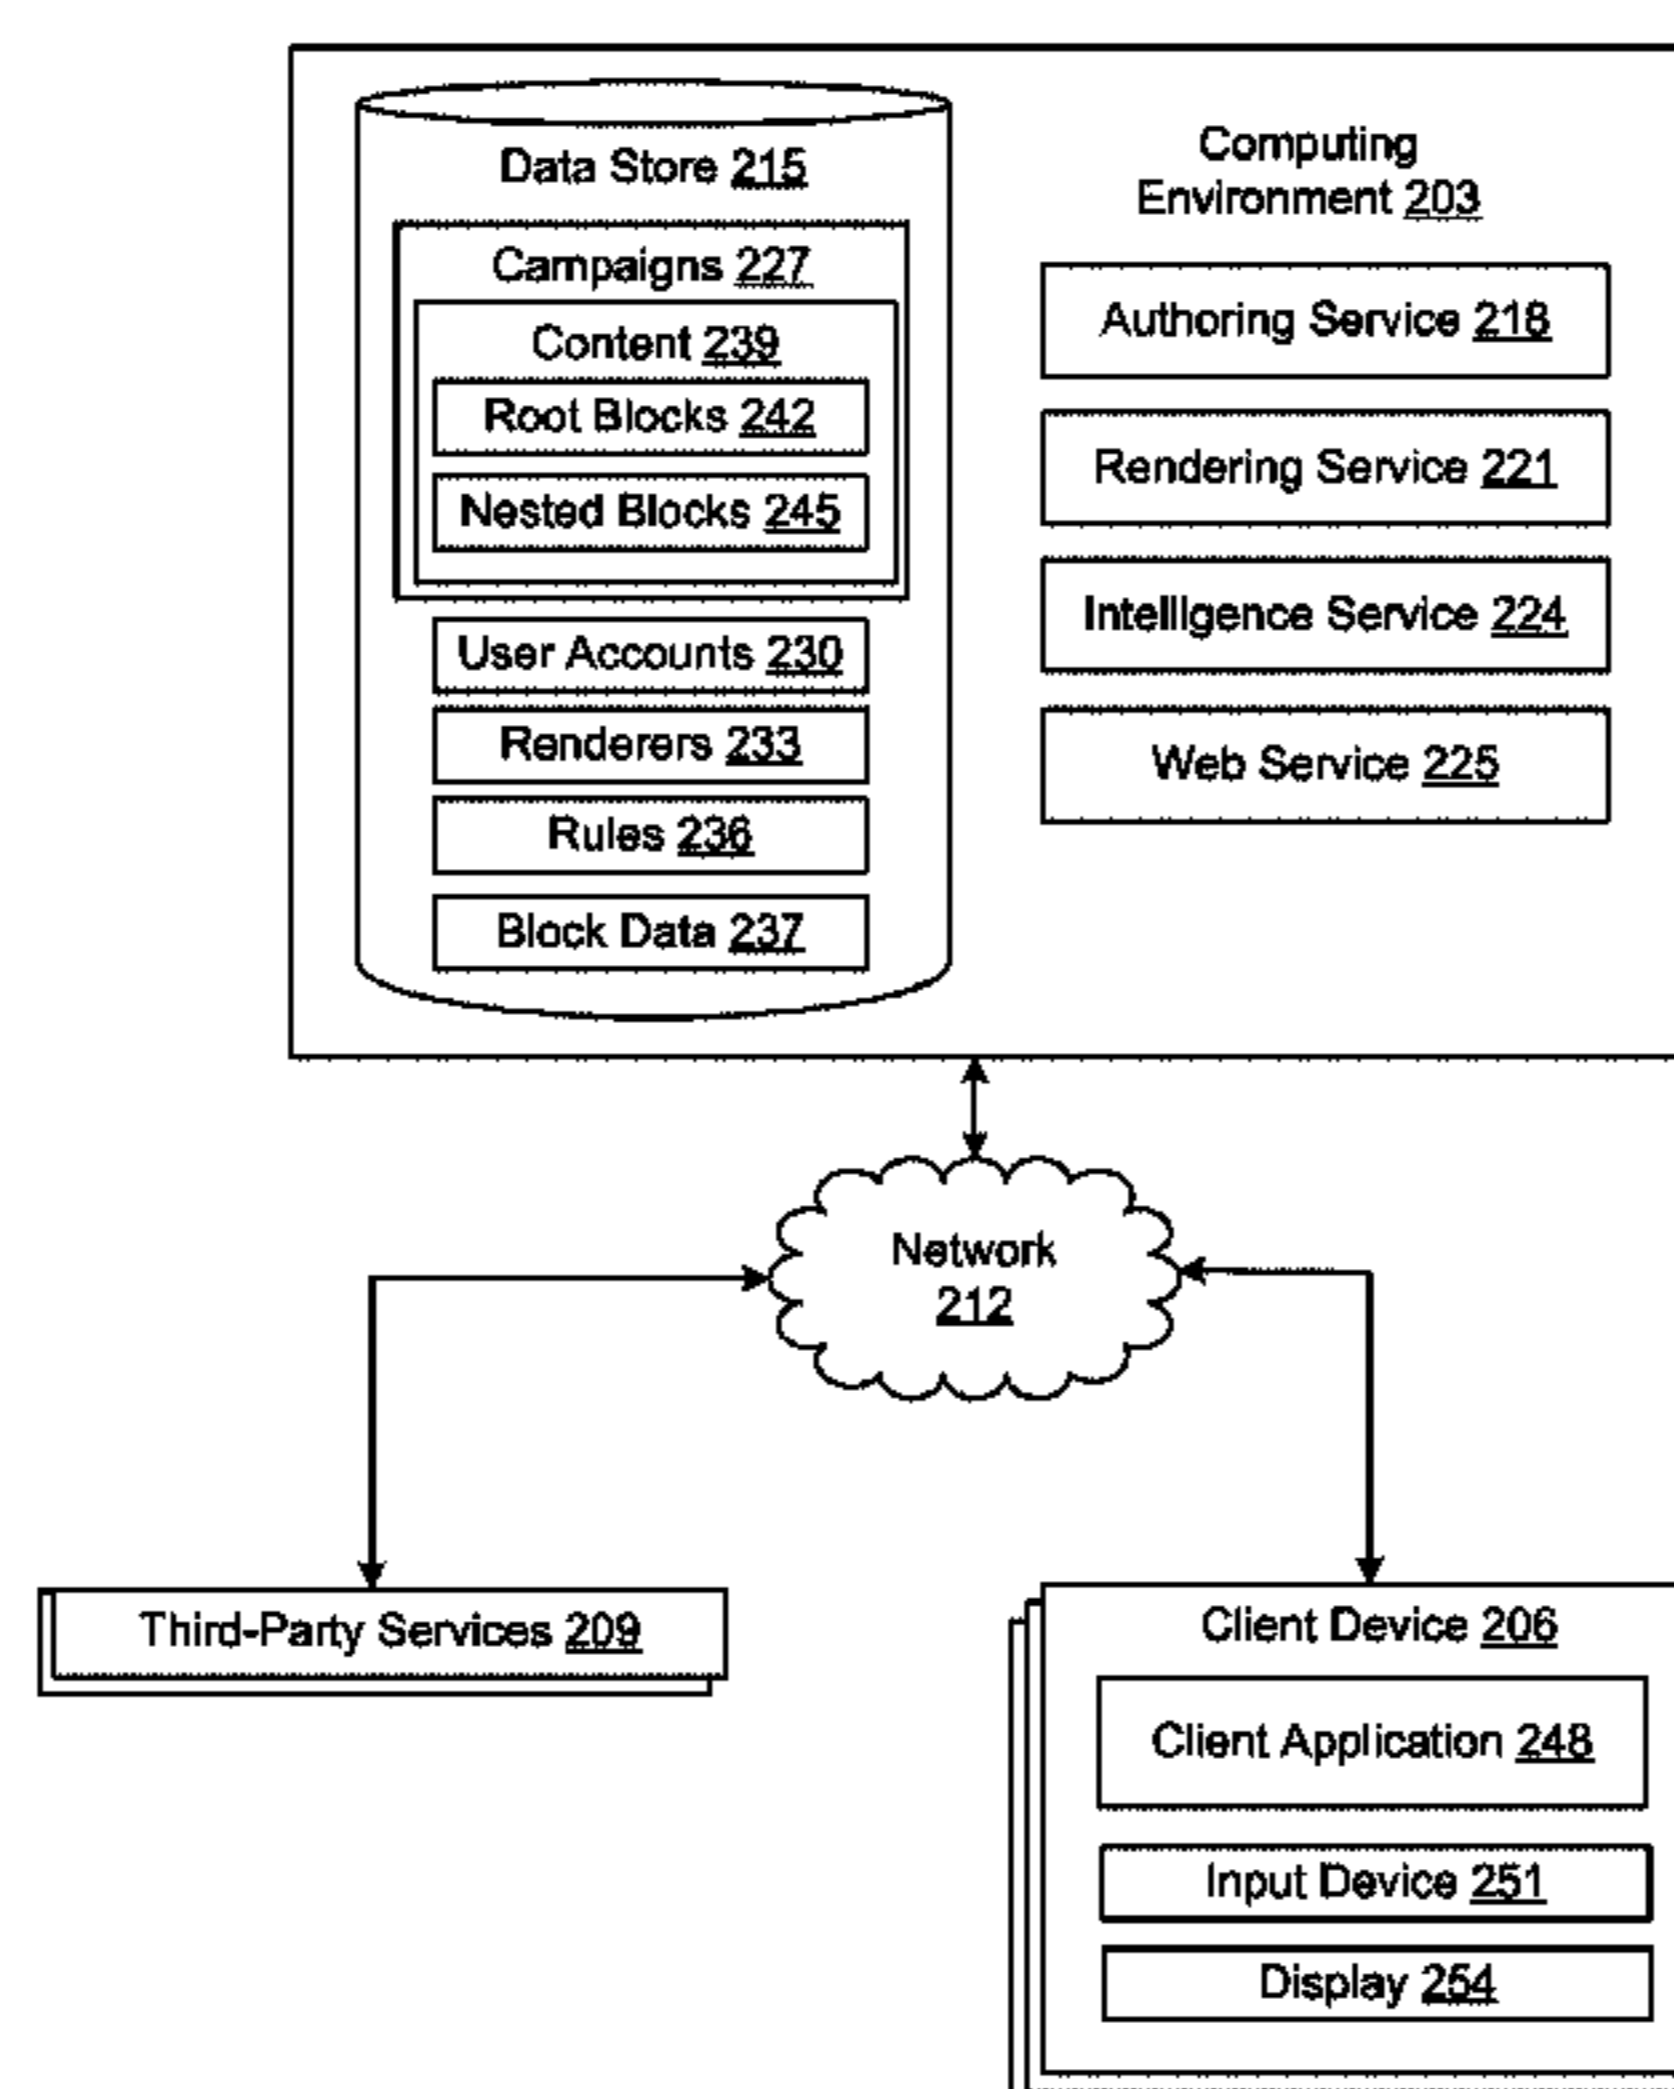 Data Store 215
Campaigns 227
Content 239
Root Blocks 242
Nested Blocks 245
User Accounts 230
Renderers 233
Rules 236
Block Data 237
Computing
Environment 203
Authoring Service 218
Rendering Service 221
Intelligence Service 224
Web Service 225
Network
212
Third-Party Services 209
Client Device 206
Client Application 248
Input Device 251
Display 254